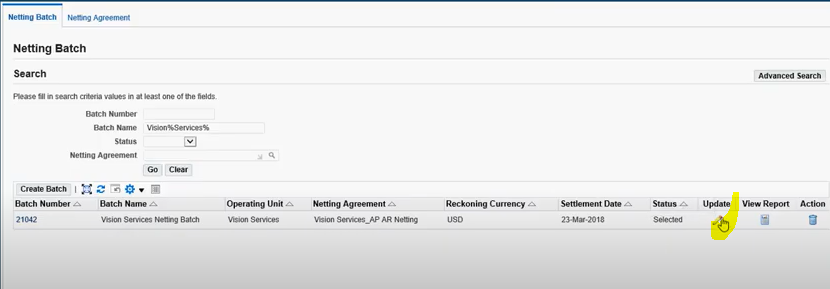 Netting Batch Netting Agreement
Netting Batch
Search
Advanced Search
Please fill in search criteria values in at least one of the fields.
Batch Number
Batch Name Vision%Services%
Status
Netting Agreement
Go Clear
Create Batch
Batch Number Batch Name Operating Unit Netting Agreement Reckoning Currency Settlement Date Status Update View Report Action
21042 Vision Services Netting Batch Vision Services Vision Services_AP AR Netting USD 23-Mar-2018 Selected